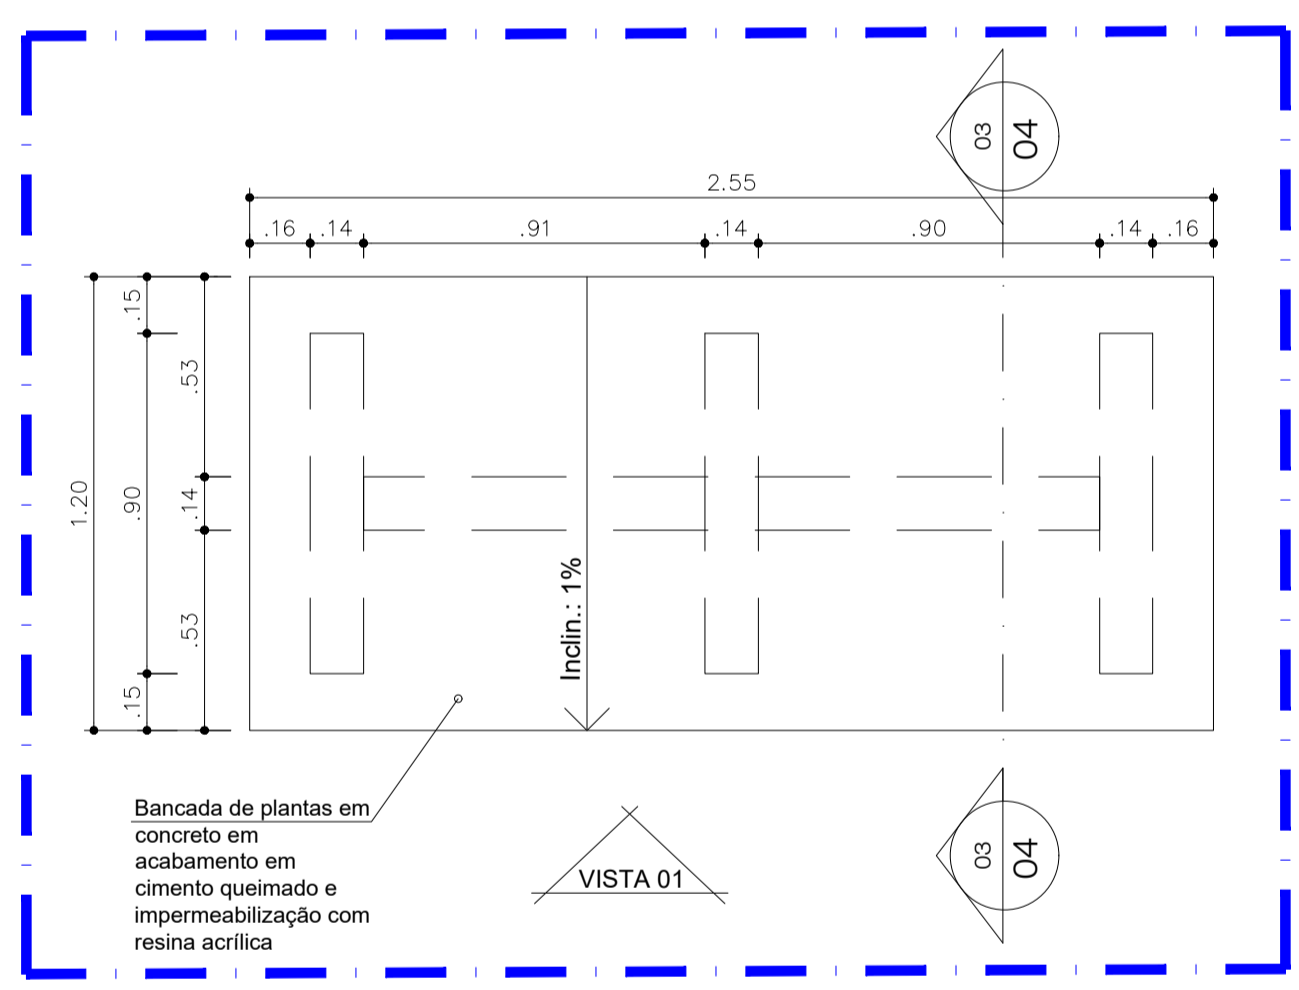 03
04
2.55
.16 .14 .91 .14 .90 .14 .16
.15
.53
1.20
.90
.14
.53
.15
Inclin.: 1%
Bancada de plantas em
concreto em
acabamento em
cimento queimado e
impermeabilização com
resina acrílica
VISTA 01
03
04